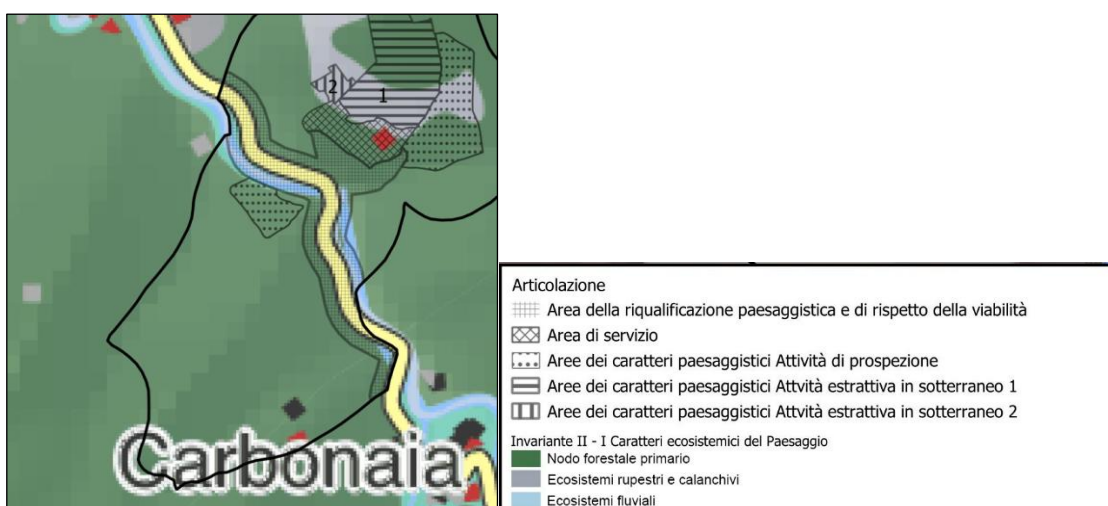 2
1
Carbonaia
Articolazione
Area della riqualificazione paesaggistica e di rispetto della viabilità
Area di servizio
Aree dei caratteri paesaggistici Attività di prospezione
Aree dei caratteri paesaggistici Attvità estrattiva in sotterraneo 1
Aree dei caratteri paesaggistici Attvità estrattiva in sotterraneo 2
Invariante II - I Caratteri ecosistemici del Paesaggio
Nodo forestale primario
Ecosistemi rupestri e calanchivi
Ecosistemi fluviali